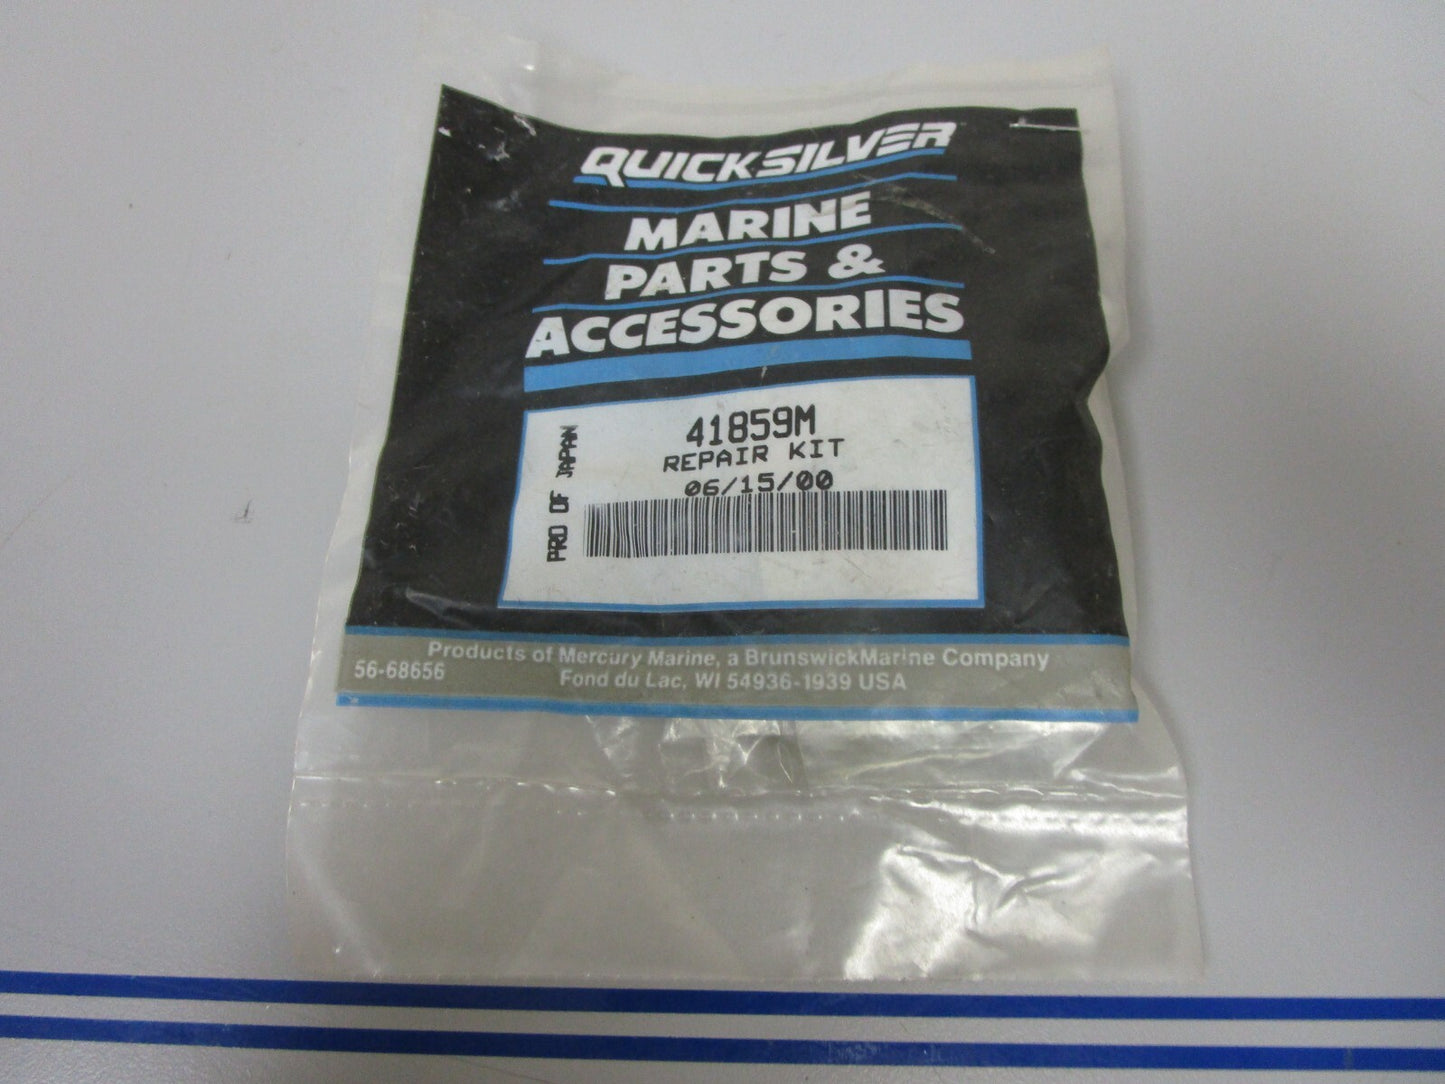 QUICKSILVER
MARINE
PARTS &
ACCESSORIES
PRD OF JAPAN
41859M
REPAIR KIT
06/15/00
56-68656
Products of Mercury Marine, a BrunswickMarine Company
Fond du Lac, WI 54936-1939 USA